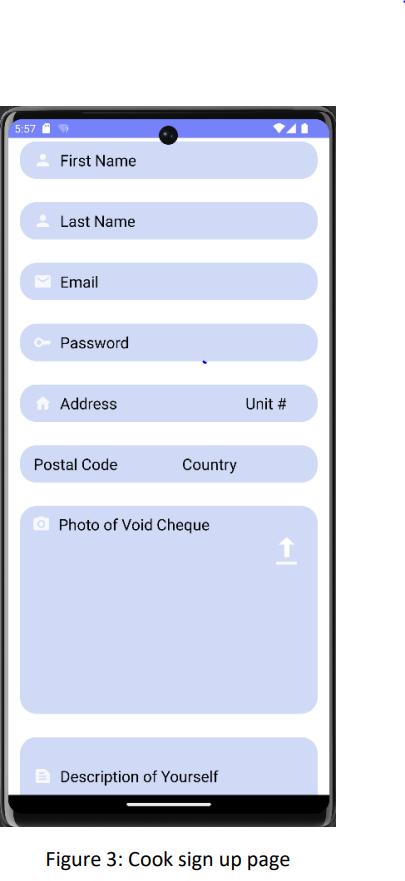 5:57
First Name
Last Name
Email
Password
Address Unit #
Postal Code Country
Photo of Void Cheque
Description of Yourself
Figure 3: Cook sign up page